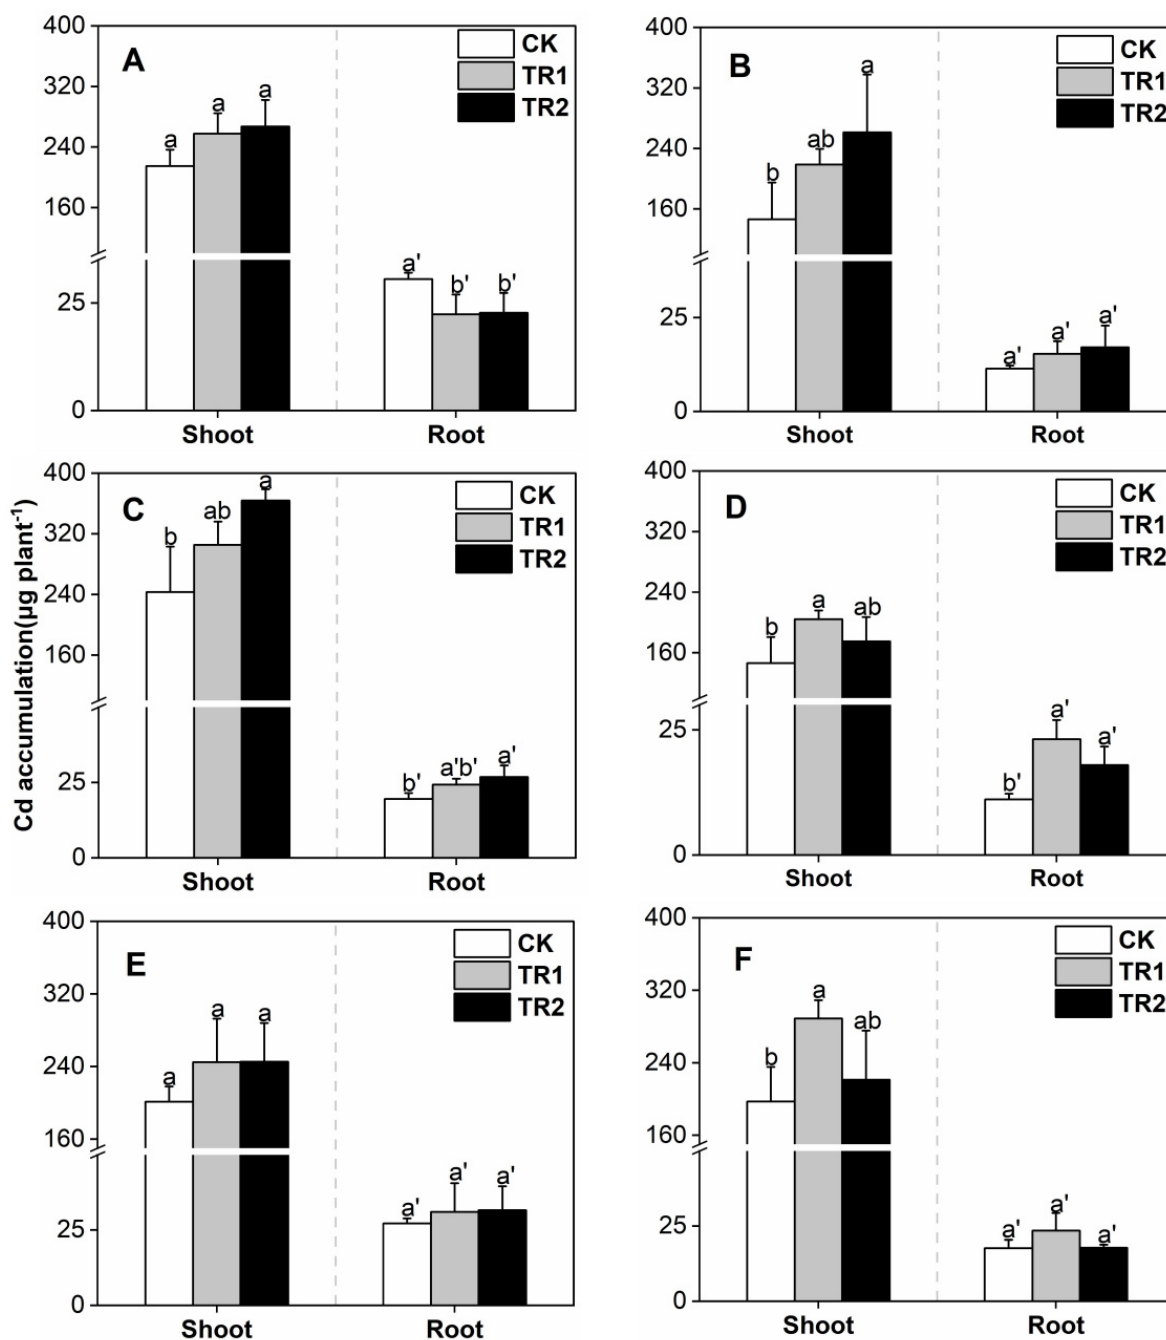 400
320
240
160
25
0
A
CK
TR1
TR2
a
a
a
a'
b'
b'
Shoot
Root
400
320
240
160
25
0
B
CK
TR1
TR2
b
ab
a
a'
a'
a'
Shoot
Root
Cd accumulation(μg plant-1)
400
320
240
160
25
0
C
CK
TR1
TR2
b
ab
a
b'
a'b'
a'
Shoot
Root
400
320
240
160
25
0
D
CK
TR1
TR2
b
a
ab
b'
a'
a'
Shoot
Root
400
320
240
160
25
0
E
CK
TR1
TR2
a
a
a
a'
a'
a'
Shoot
Root
400
320
240
160
25
0
F
CK
TR1
TR2
b
a
ab
a'
a'
a'
Shoot
Root